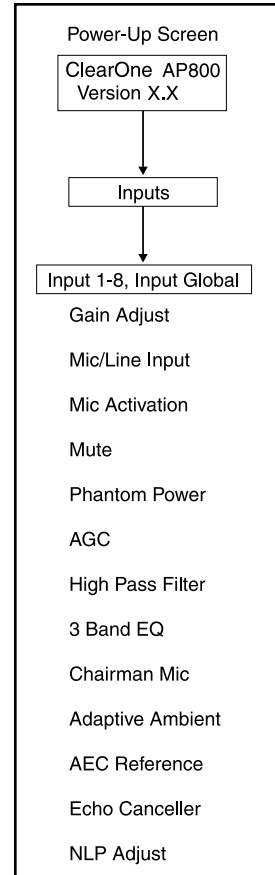 Power-Up Screen
ClearOne AP800
Version X.X
Inputs
Input 1-8, Input Global
Gain Adjust
Mic/Line Input
Mic Activation
Mute
Phantom Power
AGC
High Pass Filter
3 Band EQ
Chairman Mic
Adaptive Ambient
AEC Reference
Echo Canceller
NLP Adjust